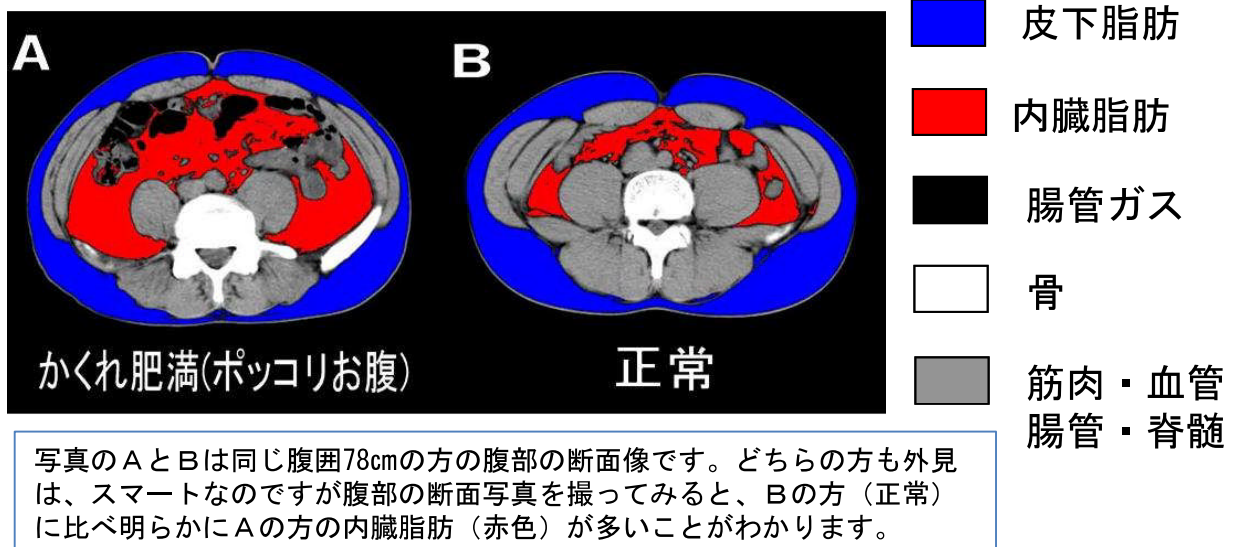 A
B
かくれ肥満(ポッコリお腹)
正常
皮下脂肪
内臓脂肪
腸管ガス
骨
筋肉・血管
腸管・脊髄
写真のＡとＢは同じ腹囲78㎝の方の腹部の断面像です。どちらの方も外見
は、スマートなのですが腹部の断面写真を撮ってみると、Ｂの方（正常）
に比べ明らかにＡの方の内臓脂肪（赤色）が多いことがわかります。